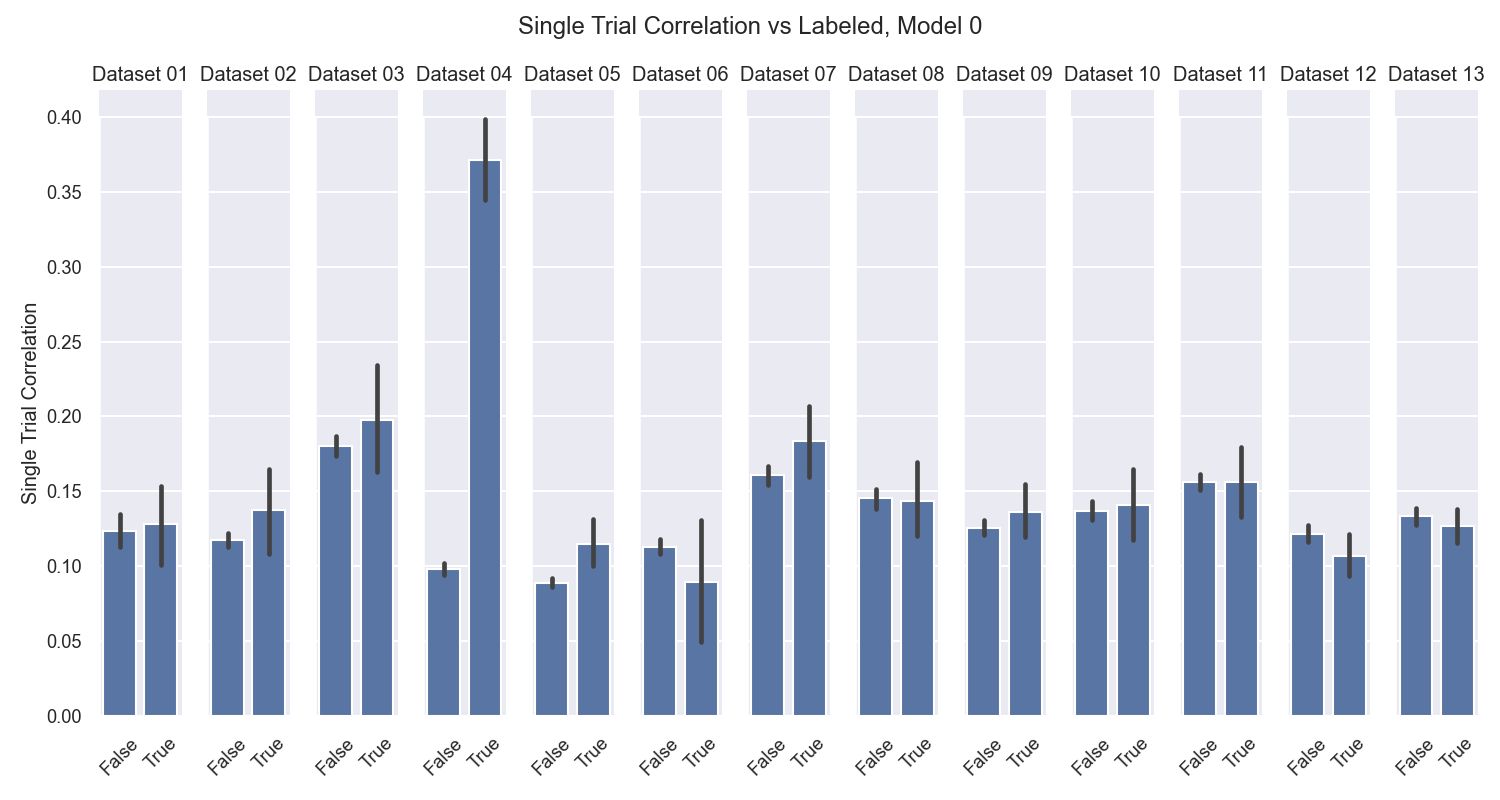 Single Trial Correlation vs Labeled, Model 0
Dataset 01 Dataset 02 Dataset 03 Dataset 04 Dataset 05 Dataset 06 Dataset 07 Dataset 08 Dataset 09 Dataset 10 Dataset 11 Dataset 12 Dataset 13
0.40
0.35
0.30
0.25
0.20
0.15
0.10
0.05
0.00
Single Trial Correlation
False True False True False True False True False True False True False True False True False True False True False True False True False True